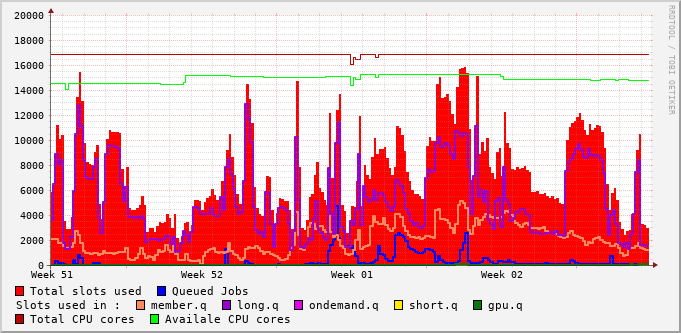 20000
18000
16000
14000
12000
10000
8000
6000
4000
2000
0
Week 51 Week 52 Week 01 Week 02
RRDTOOL / TOBI OETIKER
Total slots used Queued Jobs
Slots used in : member.q long.q ondemand.q short.q gpu.q
Total CPU cores Availale CPU cores